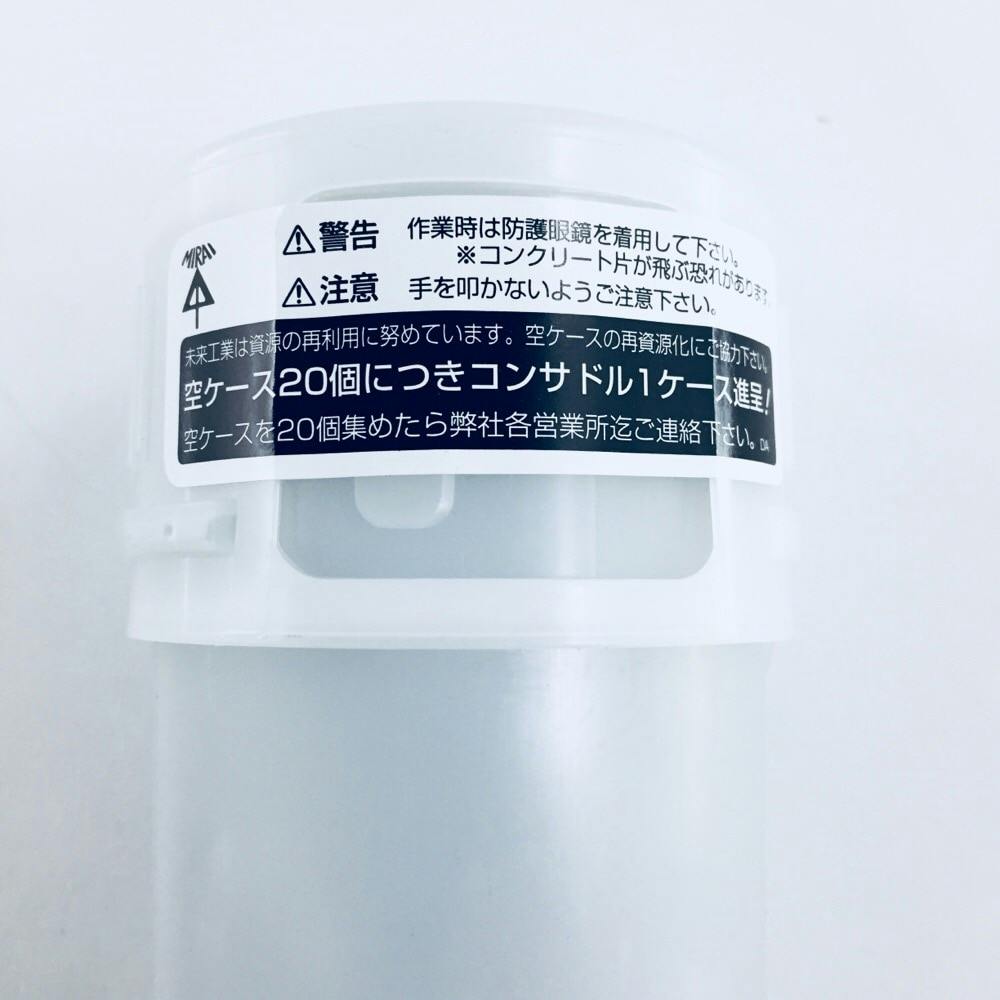 MIRAI
警告 作業時は防護眼鏡を着用して下さい。
※コンクリート片が飛ぶ恐れがあります。
注意 手を叩かないようご注意下さい。
未来工業は資源の再利用に努めています。空ケースの再資源化にご協力下さい。
空ケース20個につきコンサドル1ケース進呈!
空ケースを20個集めたら弊社各営業所迄ご連絡下さい。DA